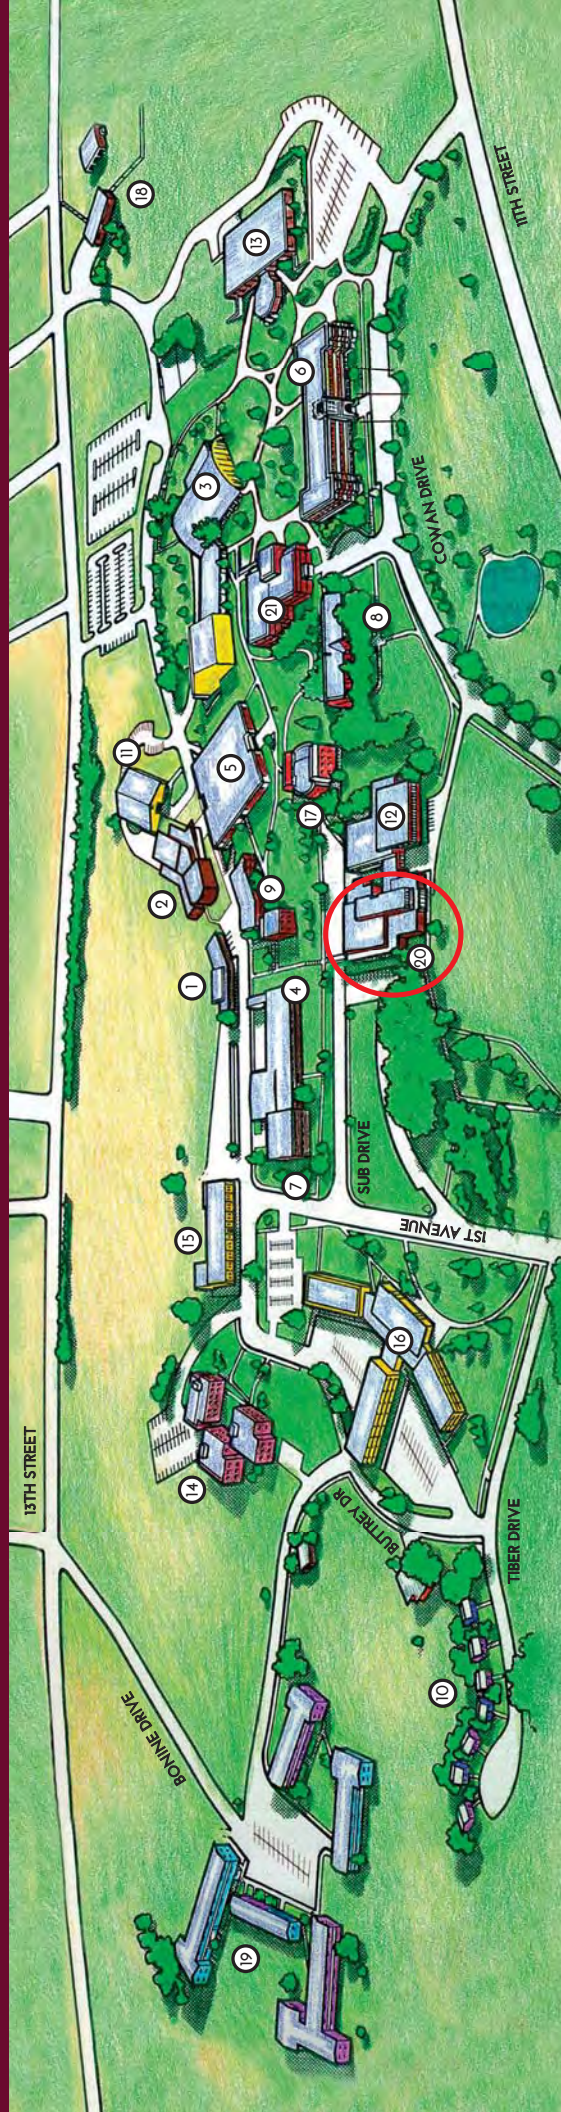 18
11TH STREET
13
6
3
COWAN DRIVE
21
8
11
5
17
12
2
9
20
1
4
SUB DRIVE
7
1ST AVENUE
15
16
13TH STREET
14
BUTTREY DR
TIBER DRIVE
10
BONINE DRIVE
19